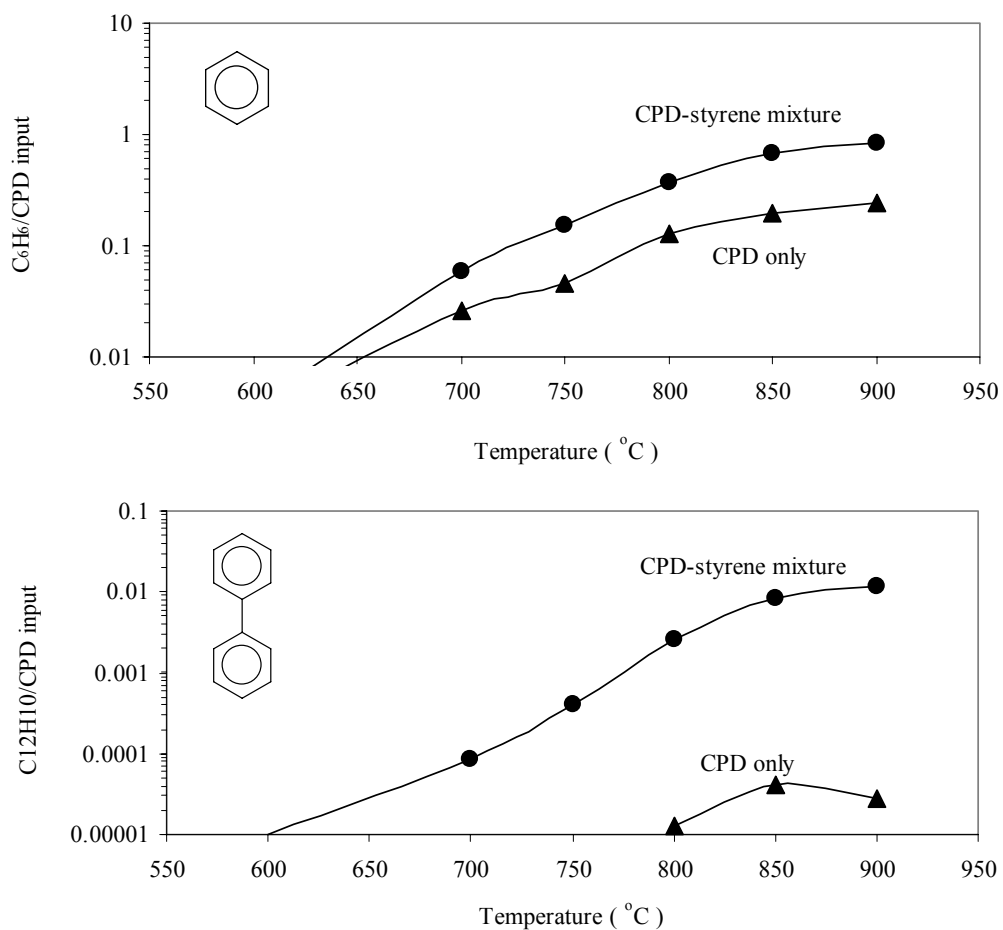 10
CPD-styrene mixture
1
C₆H₆/CPD input
0.1
CPD only
0.01
550 600 650 700 750 800 850 900 950
Temperature ( °C )
0.1
CPD-styrene mixture
0.01
C12H10/CPD input
0.001
0.0001
CPD only
0.00001
550 600 650 700 750 800 850 900 950
Temperature ( °C )